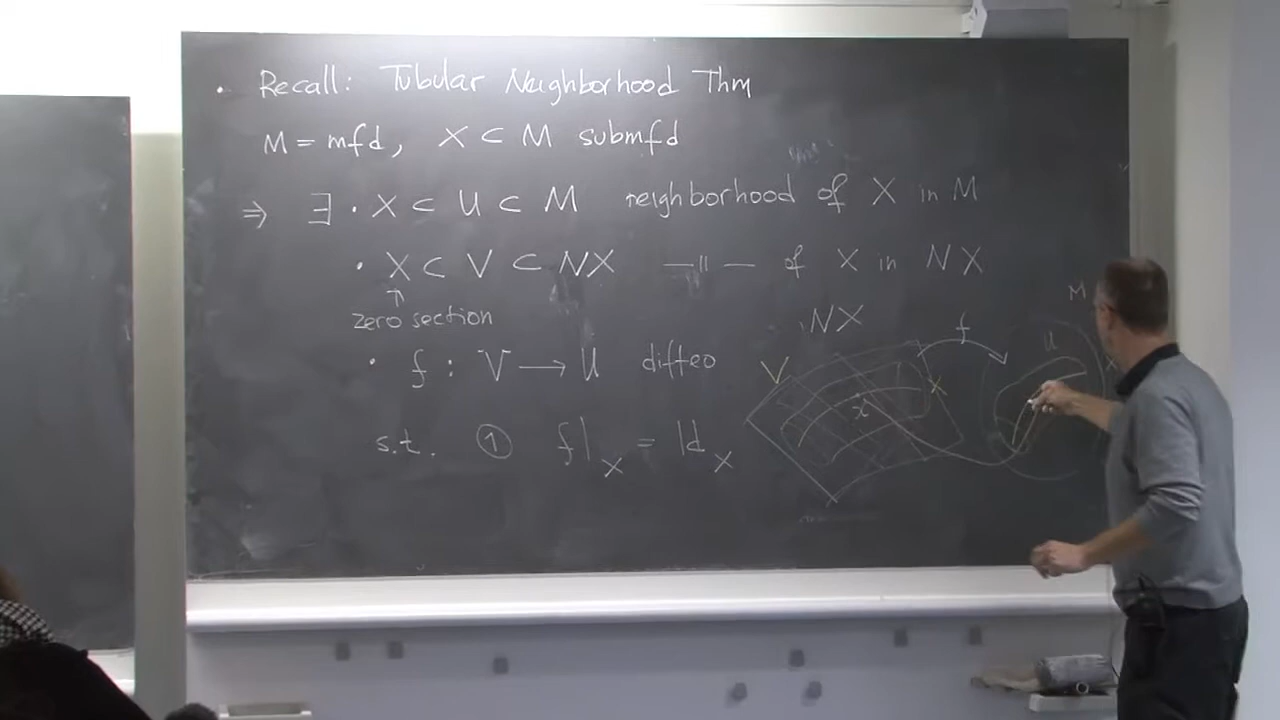 • Recall: Tubular Neighborhood Thm
M = mfd, X ⊂ M submfd
⇒ ∃ • X ⊂ U ⊂ M neighborhood of X in M
• X ⊂ V ⊂ NX —॥— of X in NX
↑
zero section
• f : V ⟶ U diffeo
s.t. ① f|_X = Id_X
NX
V
X
f
M
U